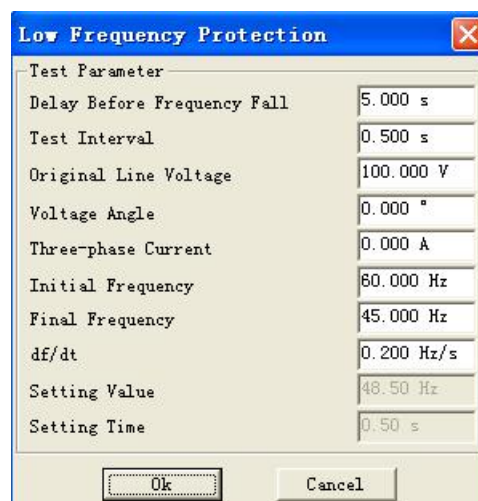 Low Frequency Protection
Test Parameter
Delay Before Frequency Fall 5.000 s
Test Interval 0.500 s
Original Line Voltage 100.000 V
Voltage Angle 0.000 °
Three-phase Current 0.000 A
Initial Frequency 60.000 Hz
Final Frequency 45.000 Hz
df/dt 0.200 Hz/s
Setting Value 48.50 Hz
Setting Time 0.50 s
Ok Cancel